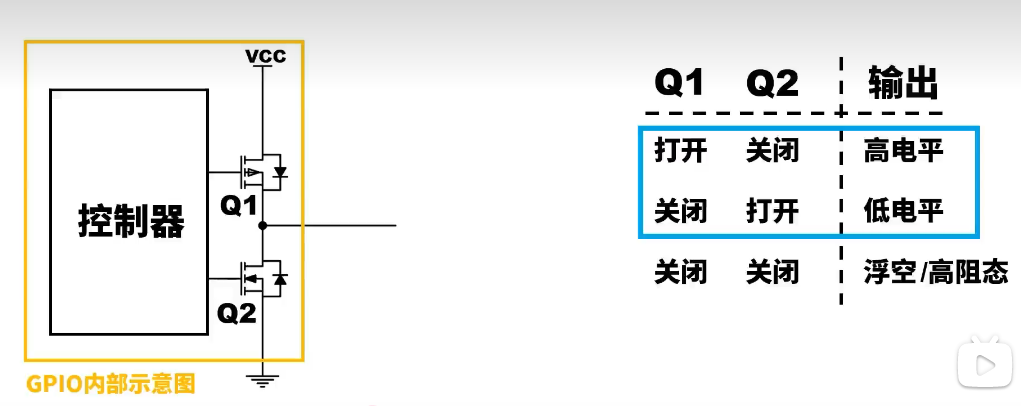 VCC
控制器
Q1
Q2
GPIO内部示意图
Q1 Q2 输出
打开 关闭 高电平
关闭 打开 低电平
关闭 关闭 浮空/高阻态